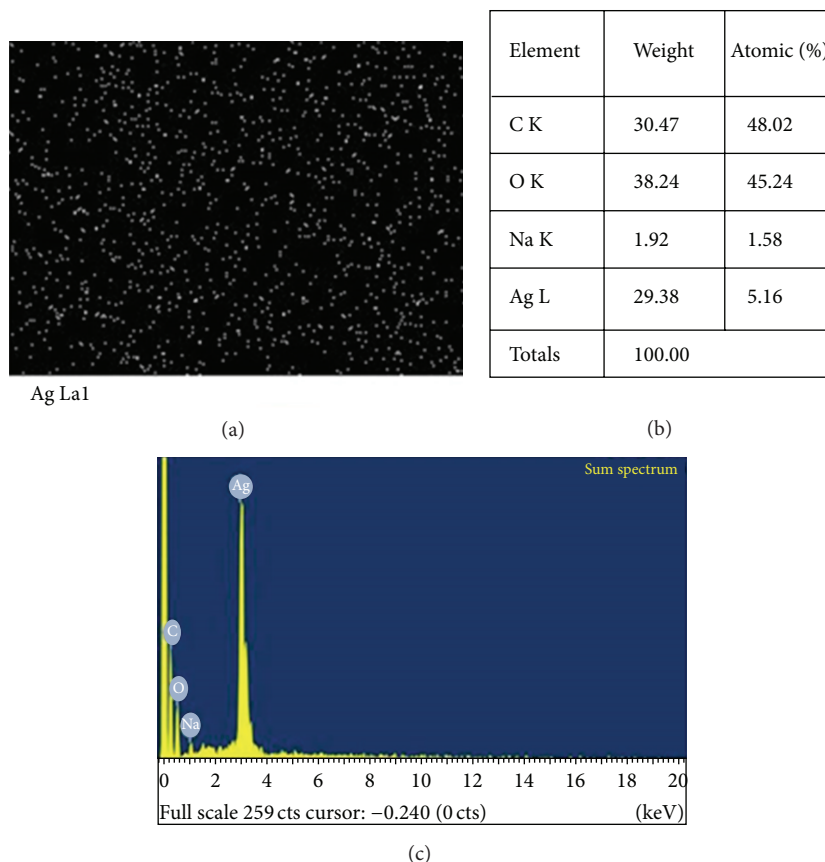 Ag La1
(a)
Element Weight Atomic (%)
C K 30.47 48.02
O K 38.24 45.24
Na K 1.92 1.58
Ag L 29.38 5.16
Totals 100.00
(b)
Sum spectrum
Ag
C
O
Na
0 2 4 6 8 10 12 14 16 18 20
Full scale 259 cts cursor: −0.240 (0 cts) (keV)
(c)